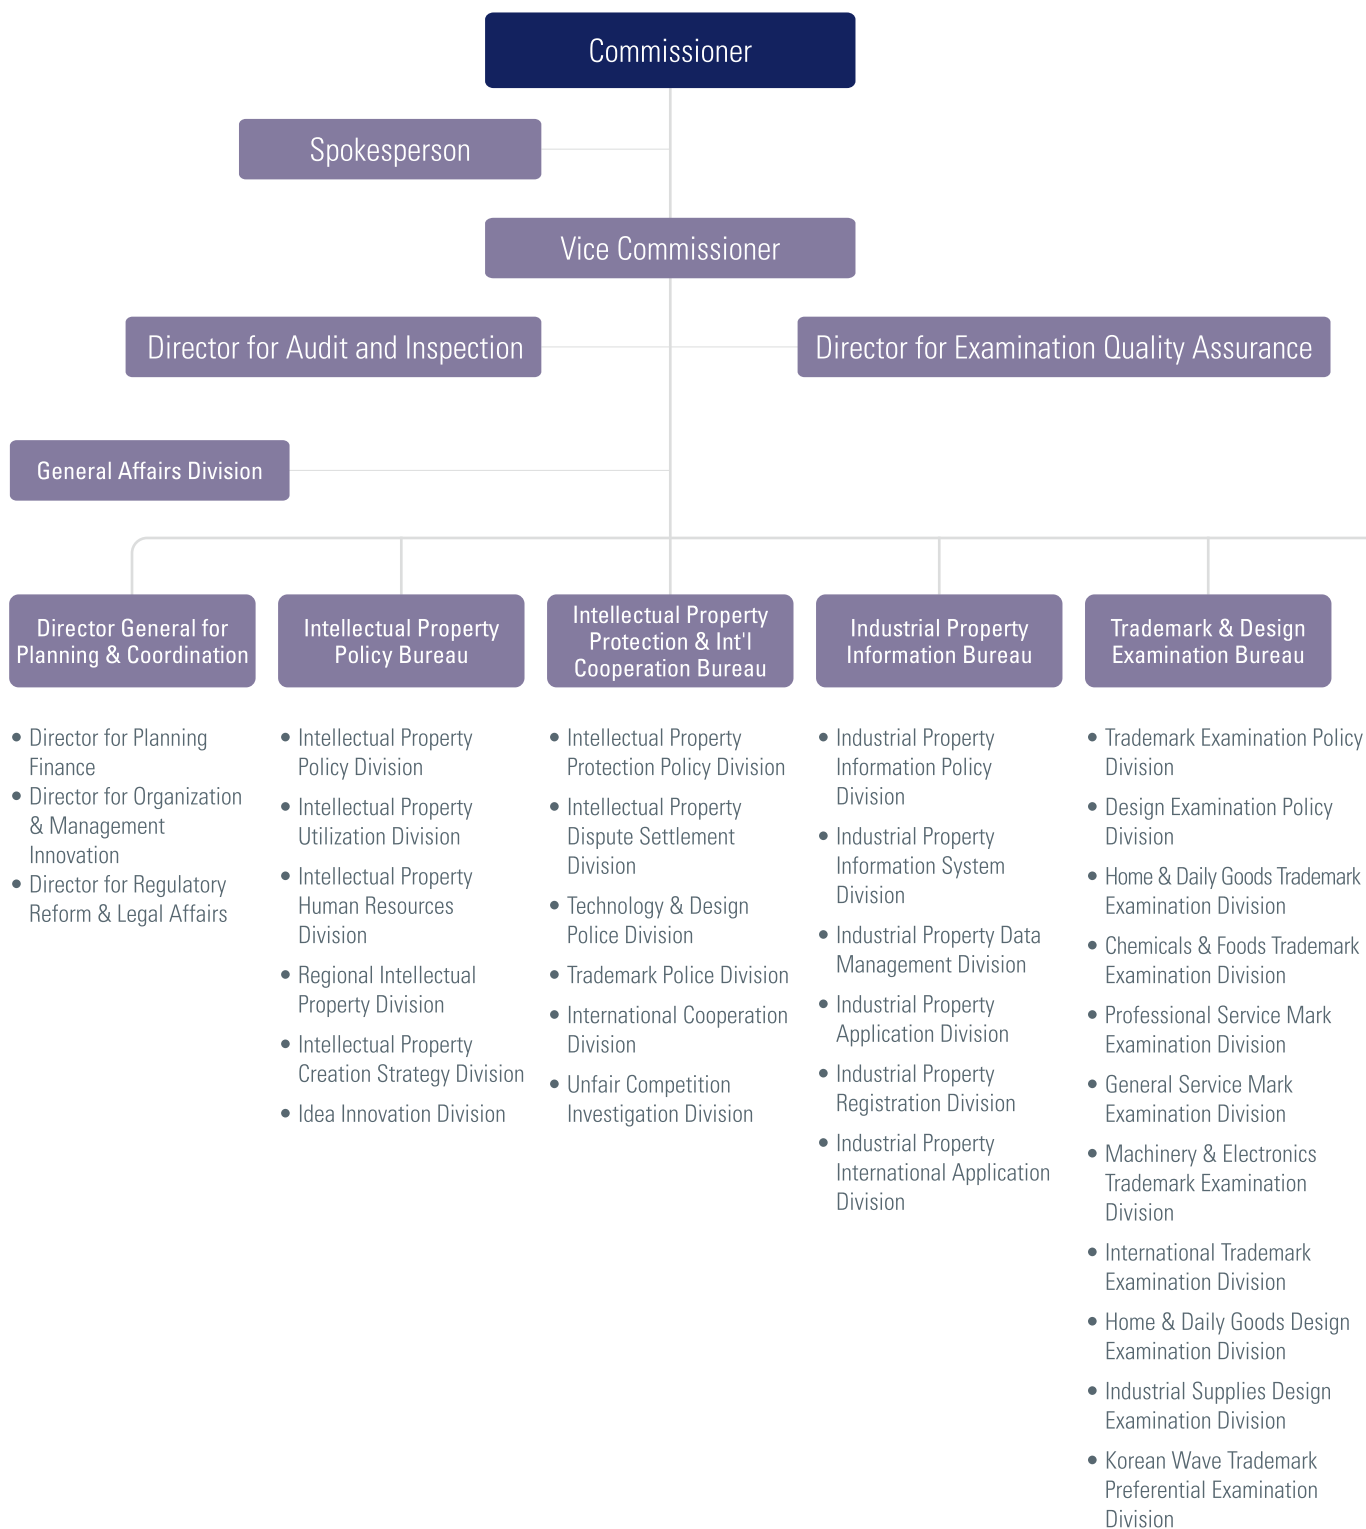 Commissioner
Spokesperson
Vice Commissioner
Director for Audit and Inspection
Director for Examination Quality Assurance
General Affairs Division
Director General for
Planning & Coordination
Intellectual Property
Policy Bureau
Intellectual Property
Protection & Int'l
Cooperation Bureau
Industrial Property
Information Bureau
Trademark & Design
Examination Bureau
• Director for Planning
Finance
• Director for Organization
& Management
Innovation
• Director for Regulatory
Reform & Legal Affairs
• Intellectual Property
Policy Division
• Intellectual Property
Utilization Division
• Intellectual Property
Human Resources
Division
• Regional Intellectual
Property Division
• Intellectual Property
Creation Strategy Division
• Idea Innovation Division
• Intellectual Property
Protection Policy Division
• Intellectual Property
Dispute Settlement
Division
• Technology & Design
Police Division
• Trademark Police Division
• International Cooperation
Division
• Unfair Competition
Investigation Division
• Industrial Property
Information Policy
Division
• Industrial Property
Information System
Division
• Industrial Property Data
Management Division
• Industrial Property
Application Division
• Industrial Property
Registration Division
• Industrial Property
International Application
Division
• Trademark Examination Policy
Division
• Design Examination Policy
Division
• Home & Daily Goods Trademark
Examination Division
• Chemicals & Foods Trademark
Examination Division
• Professional Service Mark
Examination Division
• General Service Mark
Examination Division
• Machinery & Electronics
Trademark Examination
Division
• International Trademark
Examination Division
• Home & Daily Goods Design
Examination Division
• Industrial Supplies Design
Examination Division
• Korean Wave Trademark
Preferential Examination
Division